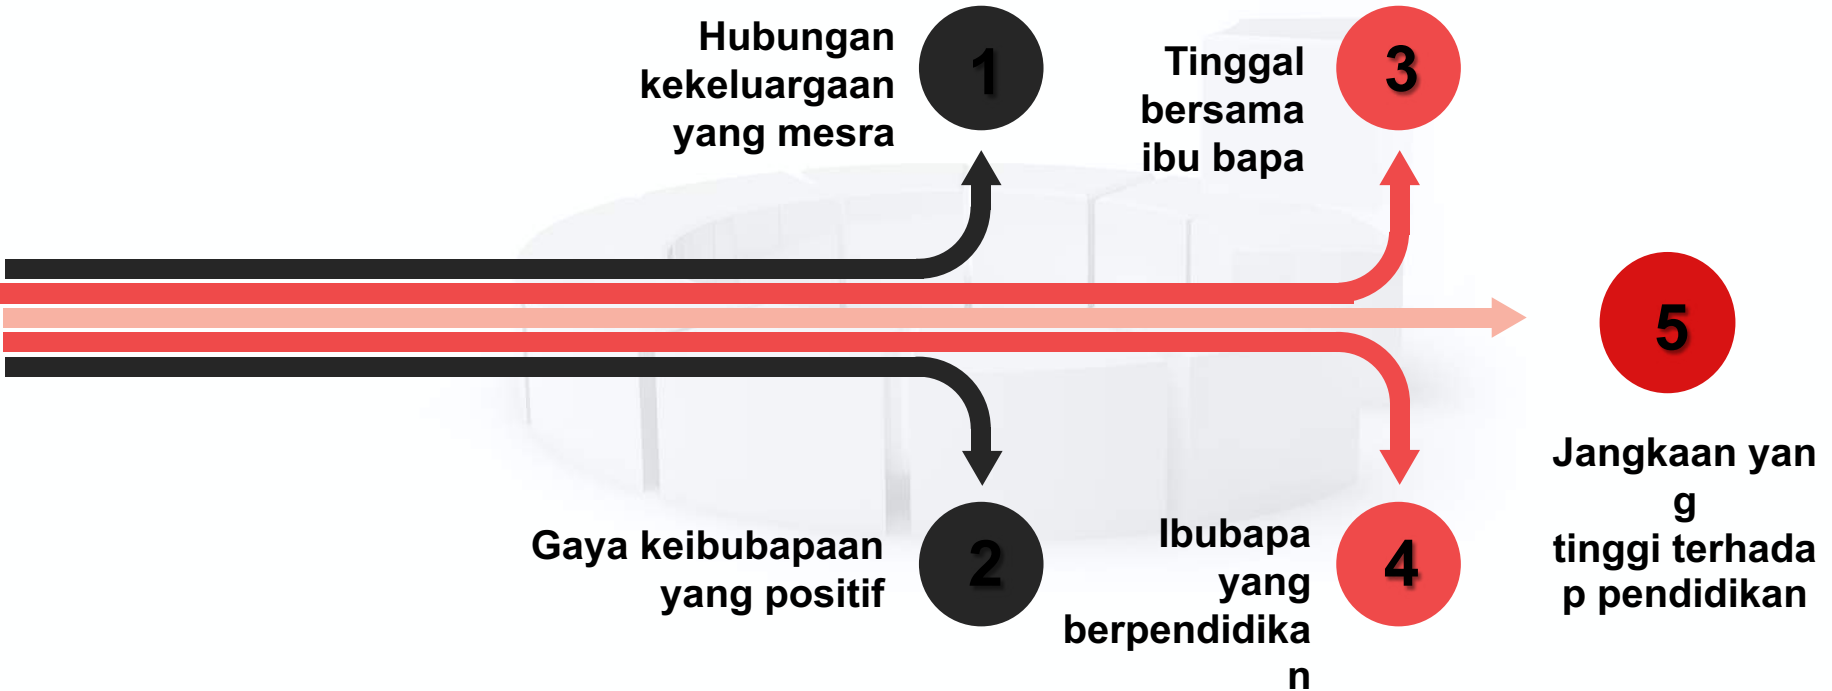 Hubungan
kekeluargaan
yang mesra
1
Gaya keibubapaan
yang positif
2
Tinggal
bersama
ibu bapa
3
Ibubapa
yang
berpendidika
n
4
5
Jangkaan yan
g
tinggi terhada
p pendidikan